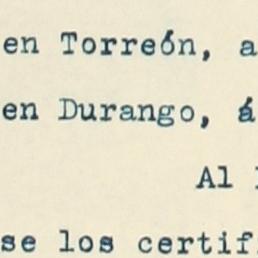 en Torreón, a
en Durango, á
Al
se los certif